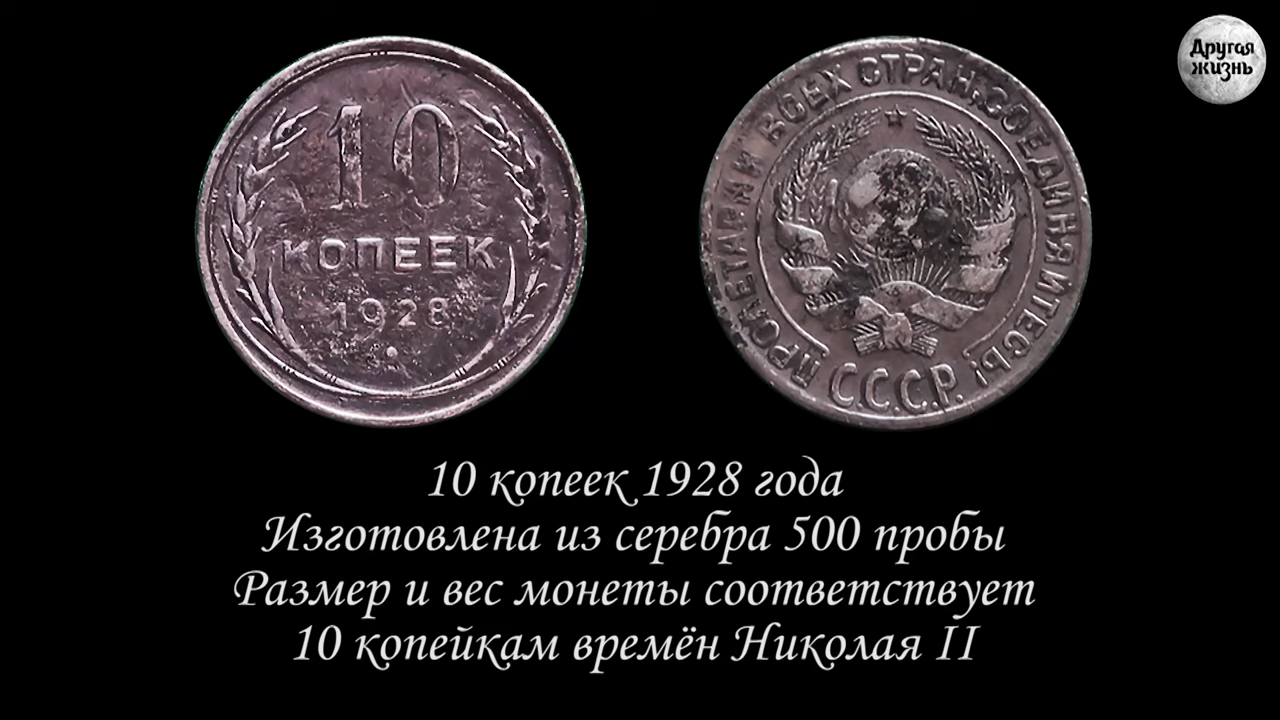 10
КОПЕЕК
1928
ПРОЛЕТАРИИ ВСЕХ СТРАН, СОЕДИНЯЙТЕСЬ!
С.С.С.Р.
Другая
жизнь
10 копеек 1928 года
Изготовлена из серебра 500 пробы
Размер и вес монеты соответствует
10 копейкам времён Николая II